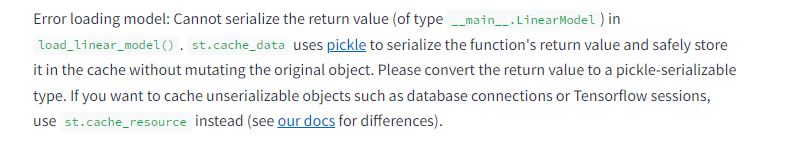 Error loading model: Cannot serialize the return value (of type __main__.LinearModel ) in
load_linear_model() . st.cache_data uses pickle to serialize the function's return value and safely store
it in the cache without mutating the original object. Please convert the return value to a pickle-serializable
type. If you want to cache unserializable objects such as database connections or Tensorflow sessions,
use st.cache_resource instead (see our docs for differences).